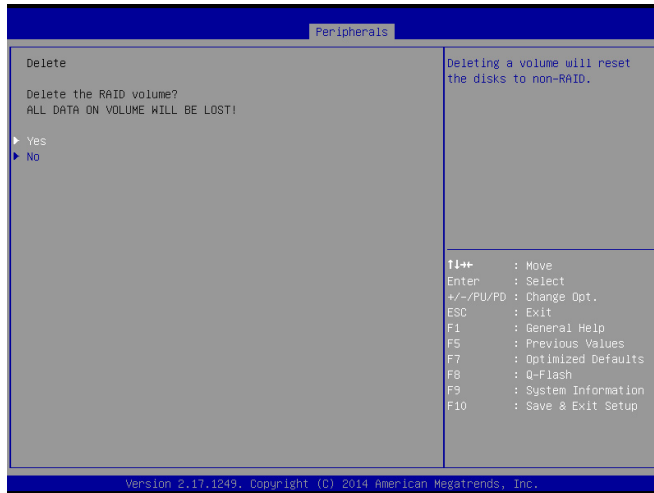 Peripherals
Delete
Delete the RAID volume?
ALL DATA ON VOLUME WILL BE LOST!
Yes
No
Deleting a volume will reset
the disks to non-RAID.
↑↓→← : Move
Enter : Select
+/-/PU/PD : Change Opt.
ESC : Exit
F1 : General Help
F5 : Previous Values
F7 : Optimized Defaults
F8 : Q-Flash
F9 : System Information
F10 : Save & Exit Setup
Version 2.17.1249. Copyright (C) 2014 American Megatrends, Inc.